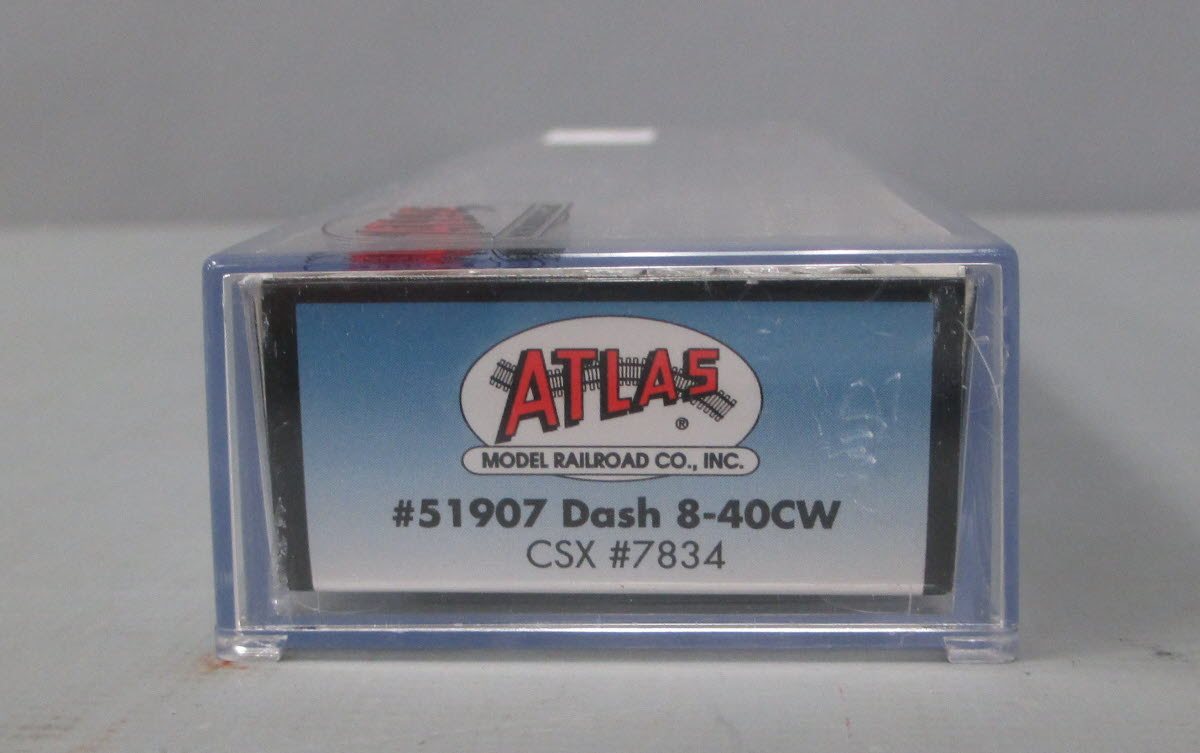 ATLAS ®
MODEL RAILROAD CO., INC.
#51907 Dash 8-40CW
CSX #7834